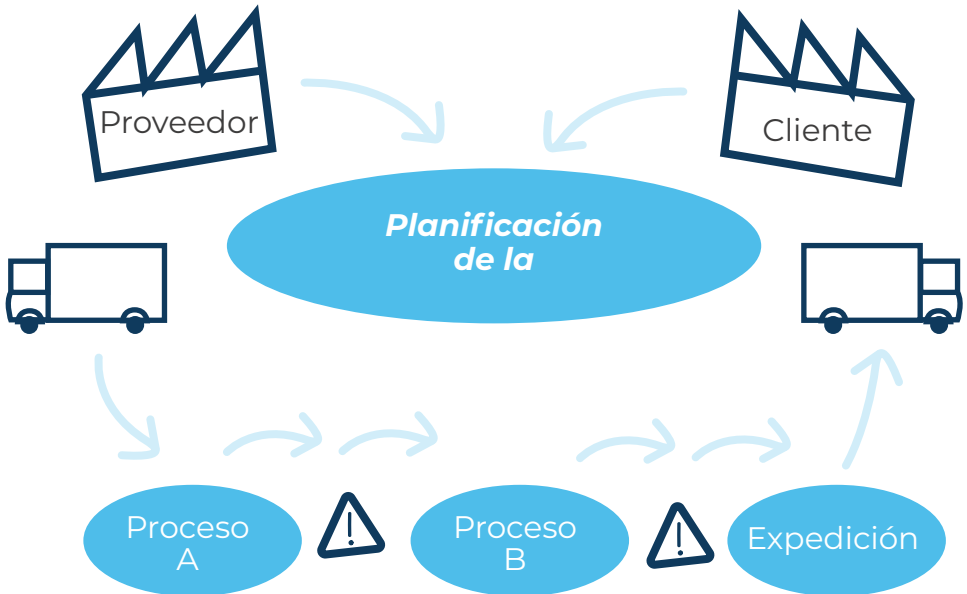 Proveedor
Cliente
Planificación
de la
Proceso
A
Proceso
B
Expedición